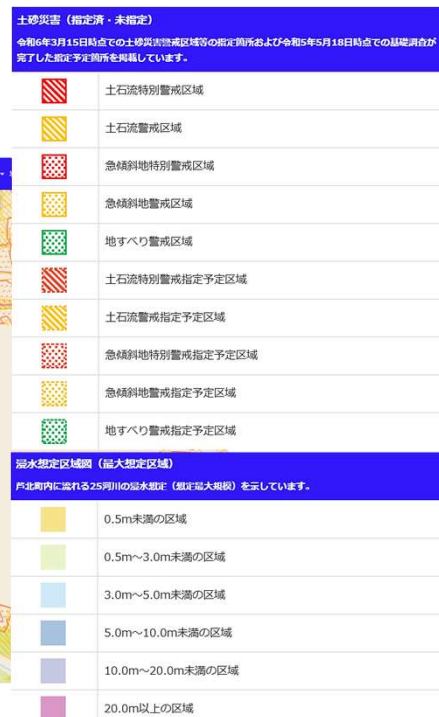 土砂災害（指定済・未指定）
令和6年3月15日時点での土砂災害警戒区域等の指定箇所および令和5年5月18日時点での基礎調査が
完了した指定予定箇所を掲載しています。
土石流特別警戒区域
土石流警戒区域
急傾斜地特別警戒区域
急傾斜地警戒区域
地すべり警戒区域
土石流特別警戒指定予定区域
土石流警戒指定予定区域
急傾斜地特別警戒指定予定区域
急傾斜地警戒指定予定区域
地すべり警戒指定予定区域
浸水想定区域図（最大想定区域）
芦北町内に流れる25河川の浸水想定（想定最大規模）を示しています。
0.5m未満の区域
0.5m～3.0m未満の区域
3.0m～5.0m未満の区域
5.0m～10.0m未満の区域
10.0m～20.0m未満の区域
20.0m以上の区域